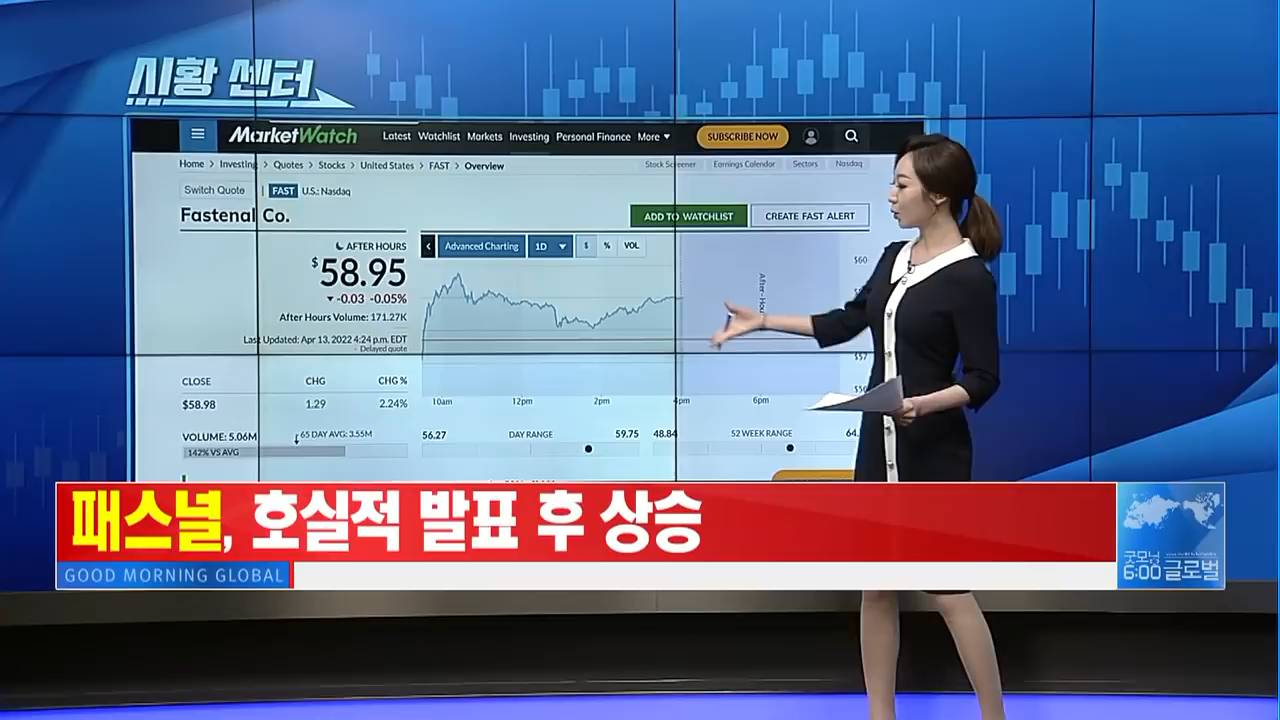 시황 센터
MarketWatch Latest Watchlist Markets Investing Personal Finance More SUBSCRIBE NOW
Home > Investing > Quotes > Stocks > United States > FAST > Overview
Stock Screener Earnings Calendar Sectors Nasdaq
Switch Quote | FAST U.S.: Nasdaq
Fastenal Co.
ADD TO WATCHLIST CREATE FAST ALERT
AFTER HOURS
$58.95
-0.03 -0.05%
After Hours Volume: 171.27K
Last Updated: Apr 13, 2022 4:24 p.m. EDT
Delayed quote
Advanced Charting 1D $ % VOL
$60
$57
10am 12pm 2pm 4pm 6pm
CLOSE CHG CHG %
$58.98 1.29 2.24%
VOLUME: 5.06M 65 DAY AVG: 3.55M
142% VS AVG
56.27 DAY RANGE 59.75
48.84 52 WEEK RANGE 64.
패스널, 호실적 발표 후 상승
GOOD MORNING GLOBAL
굿모닝
6:00 글로벌